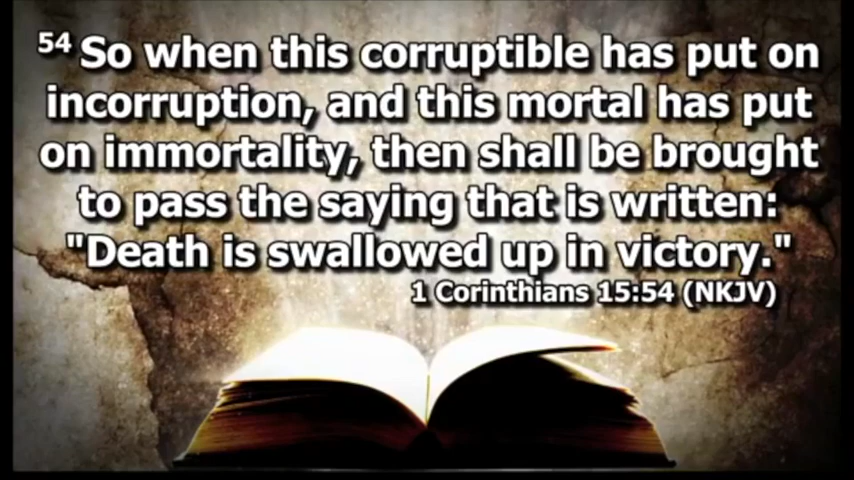 54 So when this corruptible has put on
incorruption, and this mortal has put
on immortality, then shall be brought
to pass the saying that is written:
"Death is swallowed up in victory."
1 Corinthians 15:54 (NKJV)